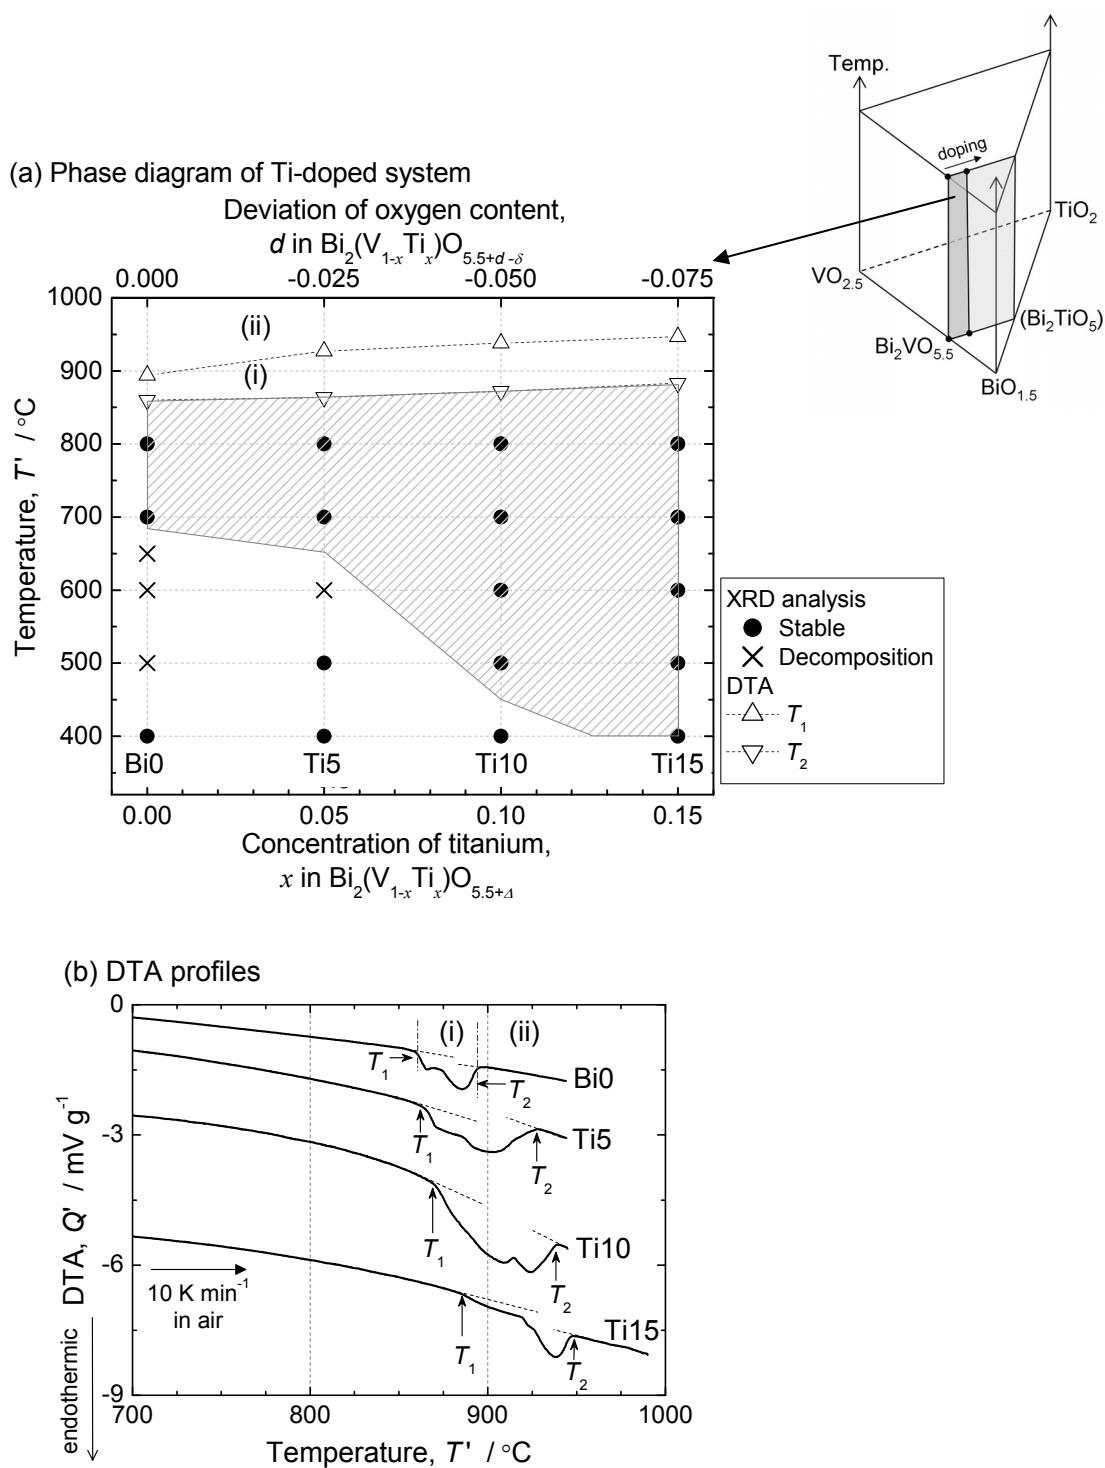 (a) Phase diagram of Ti-doped system
Deviation of oxygen content,
d in Bi2(V1-xTix)O5.5+d-δ
0.000 -0.025 -0.050 -0.075
1000
900
800
700
600
500
400
Temperature, T' / °C
(ii)
(i)
Bi0 Ti5 Ti10 Ti15
0.00 0.05 0.10 0.15
Concentration of titanium,
x in Bi2(V1-xTix)O5.5+Δ
Temp.
doping
TiO2
VO2.5
(Bi2TiO5)
Bi2VO5.5
BiO1.5
XRD analysis
Stable
Decomposition
DTA
T1
T2
(b) DTA profiles
0
-3
-6
-9
DTA, Q' / mV g-1
endothermic
(i) (ii)
T1
T2
Bi0
T1
T2
Ti5
T1
T2
Ti10
T1
T2
Ti15
10 K min-1
in air
700 800 900 1000
Temperature, T' / °C